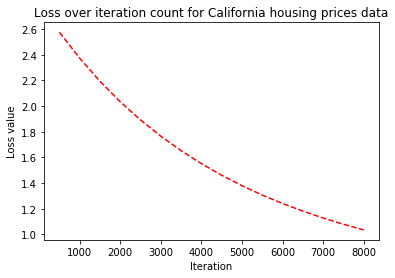 Loss over iteration count for California housing prices data
2.6
2.4
2.2
2.0
1.8
1.6
1.4
1.2
1.0
Loss value
1000 2000 3000 4000 5000 6000 7000 8000
Iteration